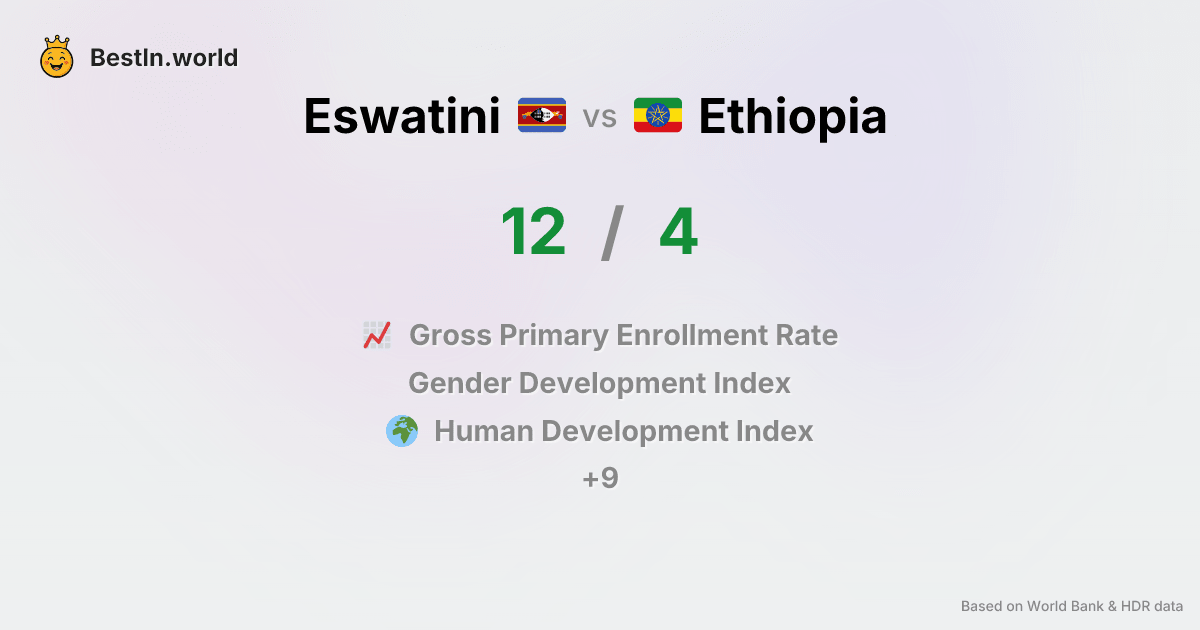 BestIn.world
Eswatini vs Ethiopia
12 / 4
Gross Primary Enrollment Rate
Gender Development Index
Human Development Index
+9
Based on World Bank & HDR data